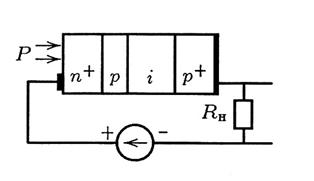 P
n+ p i p+
Rн
+ −